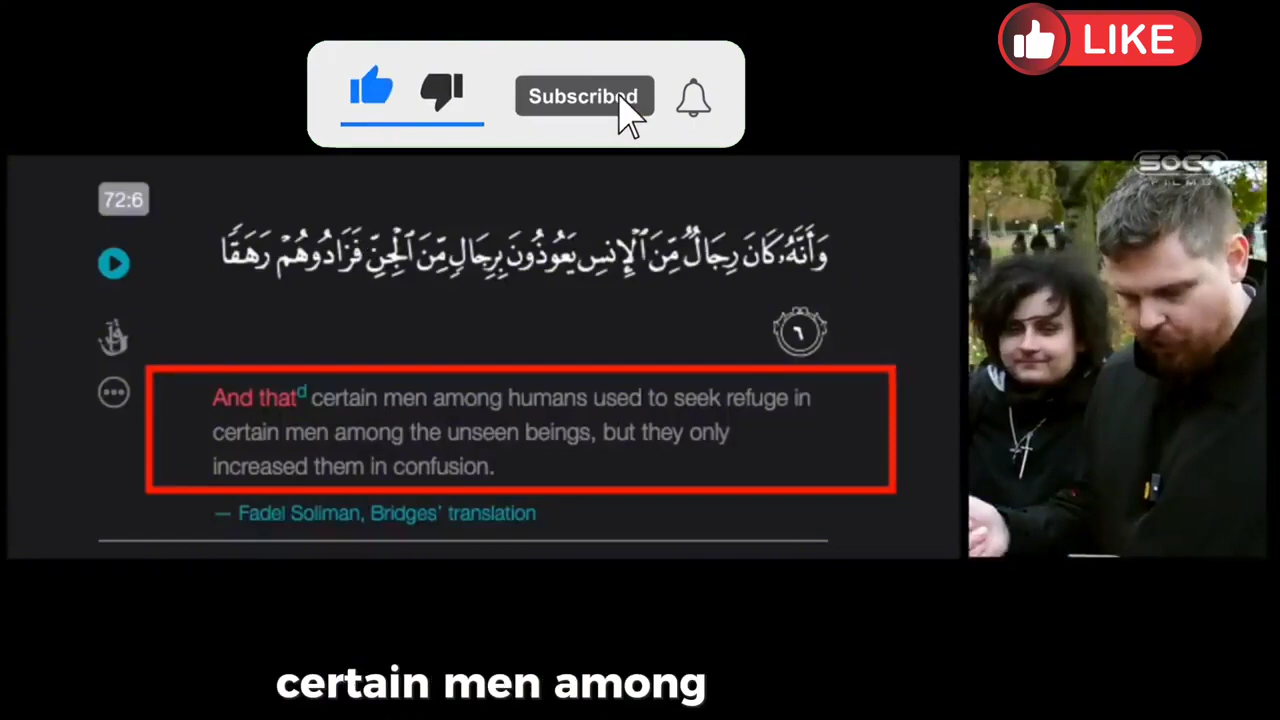 LIKE
Subscribed
SOCO
FILMS
72:6
وَأَنَّهُۥ كَانَ رِجَالٌ مِّنَ ٱلْإِنسِ يَعُوذُونَ بِرِجَالٍ مِّنَ ٱلْجِنِّ فَزَادُوهُمْ رَهَقًا
٦
And that d certain men among humans used to seek refuge in
certain men among the unseen beings, but they only
increased them in confusion.
— Fadel Soliman, Bridges’ translation
certain men among